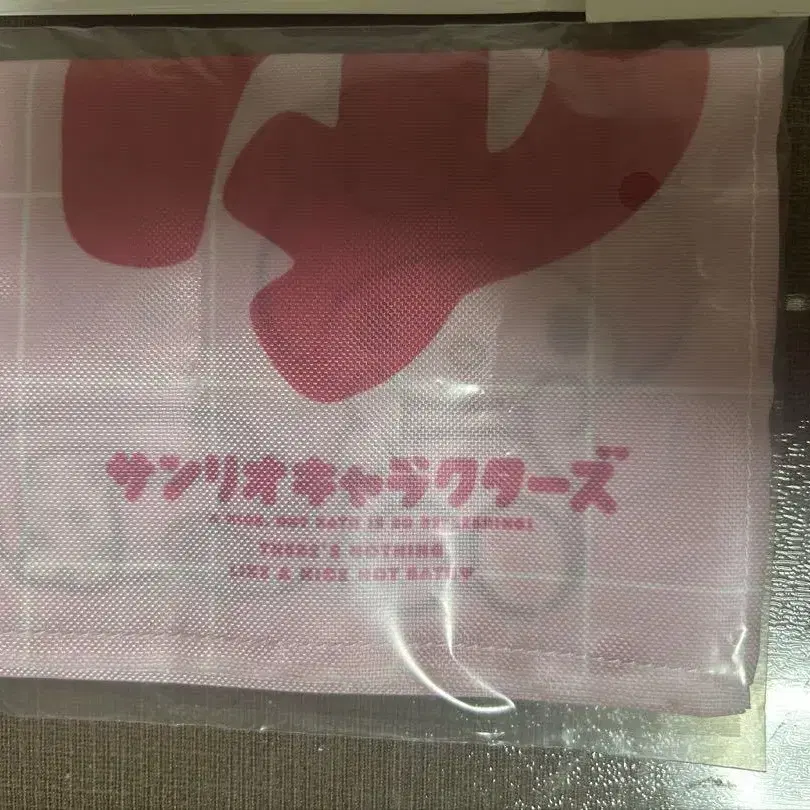 サンリオキャラクターズ
A NICE, HOT BATH IS SO REFRESHING!
THERE'S NOTHING
LIKE A NICE HOT BATH♡